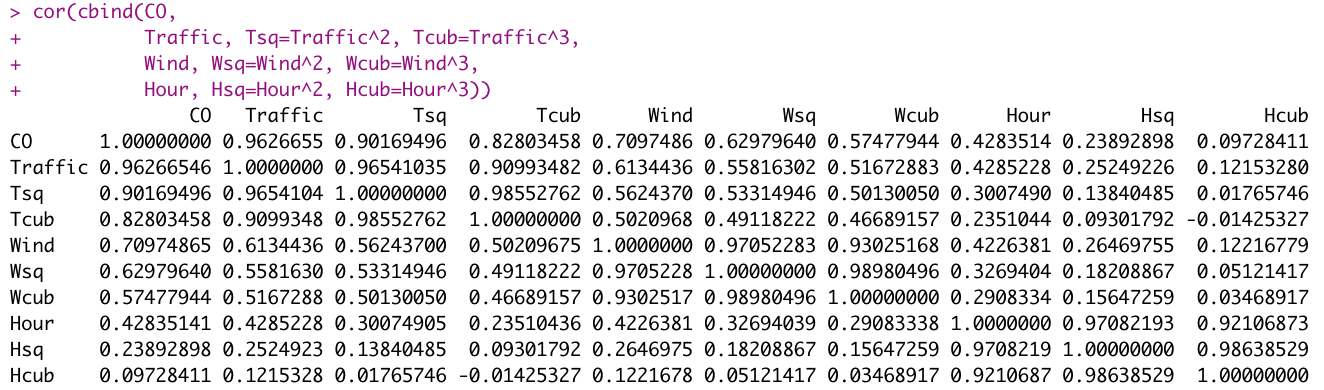 > cor(cbind(CO,
+ Traffic, Tsq=Traffic^2, Tcub=Traffic^3,
+ Wind, Wsq=Wind^2, Wcub=Wind^3,
+ Hour, Hsq=Hour^2, Hcub=Hour^3))
CO Traffic Tsq Tcub Wind Wsq Wcub Hour Hsq Hcub
CO 1.00000000 0.9626655 0.90169496 0.82803458 0.7097486 0.62979640 0.57477944 0.4283514 0.23892898 0.09728411
Traffic 0.96266546 1.0000000 0.96541035 0.90993482 0.6134436 0.55816302 0.51672883 0.4285228 0.25249226 0.12153280
Tsq 0.90169496 0.9654104 1.00000000 0.98552762 0.5624370 0.53314946 0.50130050 0.3007490 0.13840485 0.01765746
Tcub 0.82803458 0.9099348 0.98552762 1.00000000 0.5020968 0.49118222 0.46689157 0.2351044 0.09301792 -0.01425327
Wind 0.70974865 0.6134436 0.56243700 0.50209675 1.0000000 0.97052283 0.93025168 0.4226381 0.26469755 0.12216779
Wsq 0.62979640 0.5581630 0.53314946 0.49118222 0.9705228 1.00000000 0.98980496 0.3269404 0.18208867 0.05121417
Wcub 0.57477944 0.5167288 0.50130050 0.46689157 0.9302517 0.98980496 1.00000000 0.2908334 0.15647259 0.03468917
Hour 0.42835141 0.4285228 0.30074905 0.23510436 0.4226381 0.32694039 0.29083338 1.0000000 0.97082193 0.92106873
Hsq 0.23892898 0.2524923 0.13840485 0.09301792 0.2646975 0.18208867 0.15647259 0.9708219 1.00000000 0.98638529
Hcub 0.09728411 0.1215328 0.01765746 -0.01425327 0.1221678 0.05121417 0.03468917 0.9210687 0.98638529 1.00000000